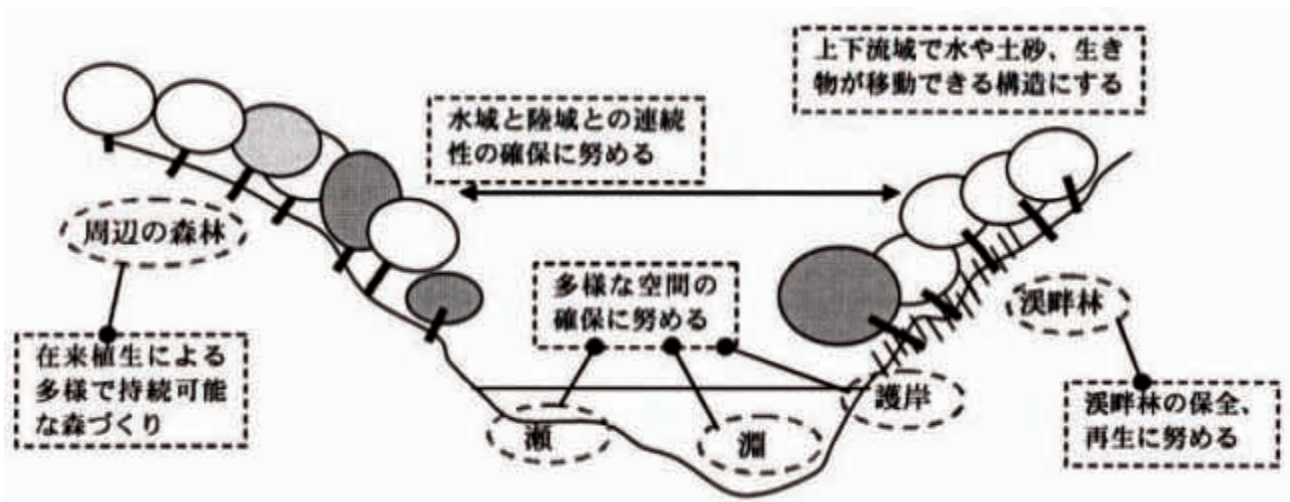 上下流域で水や土砂、生き
物が移動できる構造にする
水域と陸域との連続
性の確保に努める
周辺の森林
多様な空間の
確保に努める
渓畔林
在来植生による
多様で持続可能
な森づくり
護岸
渓畔林の保全、
再生に努める
瀬
淵